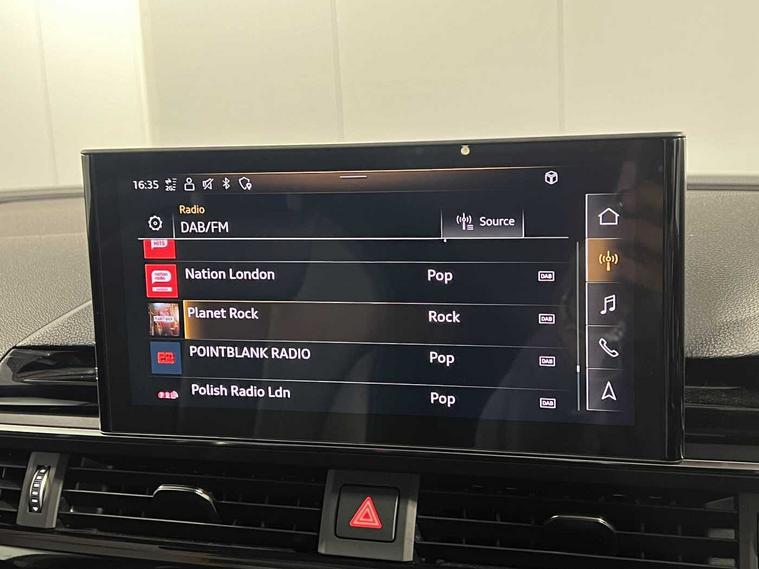 16:35
Radio
DAB/FM
Source
HITS
Nation London Pop DAB
Planet Rock Rock DAB
POINTBLANK RADIO Pop DAB
Polish Radio Ldn Pop DAB